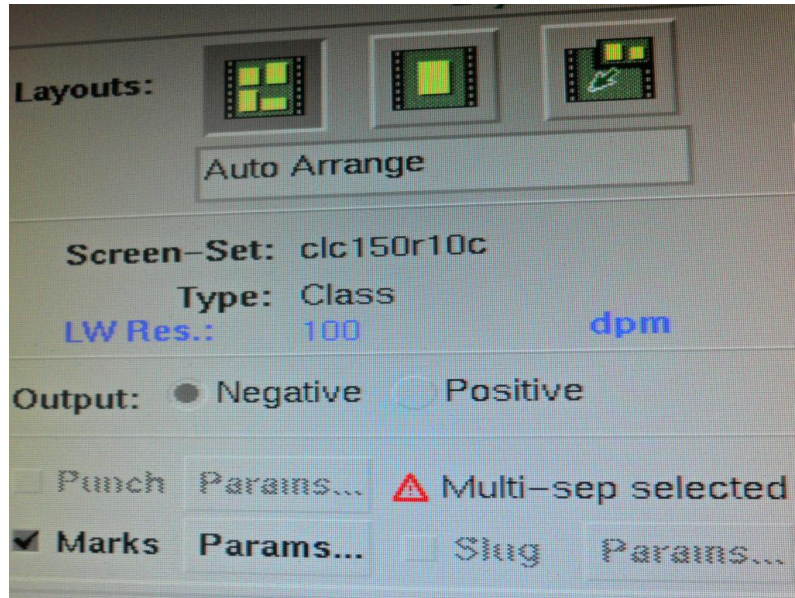 Layouts:
Auto Arrange
Screen-Set: clc150r10c
Type: Class
LW Res.: 100 dpm
Output: Negative Positive
Punch Params... Multi-sep selected
Marks Params... Slug Params...